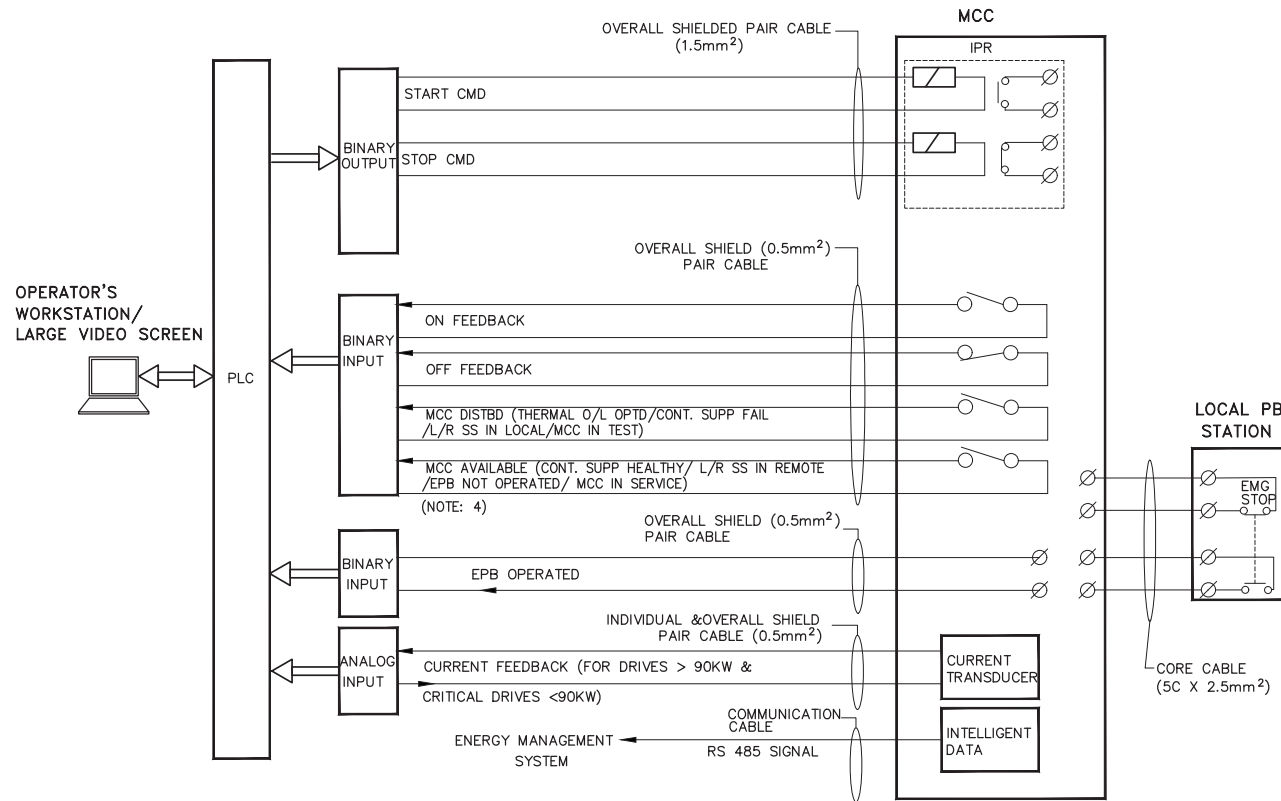 MCC
OVERALL SHIELDED PAIR CABLE
(1.5mm²)
IPR
START CMD
BINARY
OUTPUT
STOP CMD
OVERALL SHIELD (0.5mm²)
PAIR CABLE
OPERATOR'S
WORKSTATION/
LARGE VIDEO SCREEN
PLC
BINARY
INPUT
ON FEEDBACK
OFF FEEDBACK
MCC DISTBD (THERMAL O/L OPTD/CONT. SUPP FAIL
/L/R SS IN LOCAL/MCC IN TEST)
MCC AVAILABLE (CONT. SUPP HEALTHY/ L/R SS IN REMOTE
/EPB NOT OPERATED/ MCC IN SERVICE)
(NOTE: 4)
LOCAL PB
STATION
EMG
STOP
OVERALL SHIELD (0.5mm²)
PAIR CABLE
BINARY
INPUT
EPB OPERATED
INDIVIDUAL &OVERALL SHIELD
PAIR CABLE (0.5mm²)
ANALOG
INPUT
CURRENT FEEDBACK (FOR DRIVES > 90KW &
CRITICAL DRIVES <90KW)
CURRENT
TRANSDUCER
CORE CABLE
(5C X 2.5mm²)
COMMUNICATION
CABLE
ENERGY MANAGEMENT
SYSTEM
RS 485 SIGNAL
INTELLIGENT
DATA